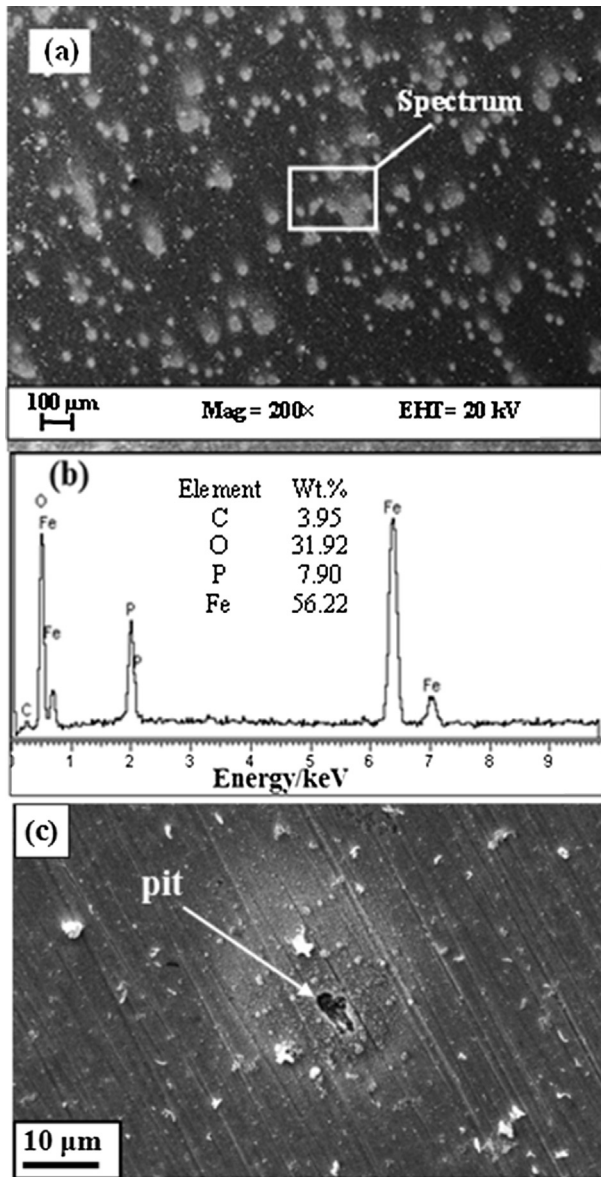 (a)
Spectrum
100 µm Mag = 200× EHT = 20 kV
(b)
Element Wt.%
C 3.95
O 31.92
P 7.90
Fe 56.22
O
Fe
Fe
C
P
P
Fe
Fe
0 1 2 3 4 5 6 7 8 9
Energy/keV
(c)
pit
10 µm